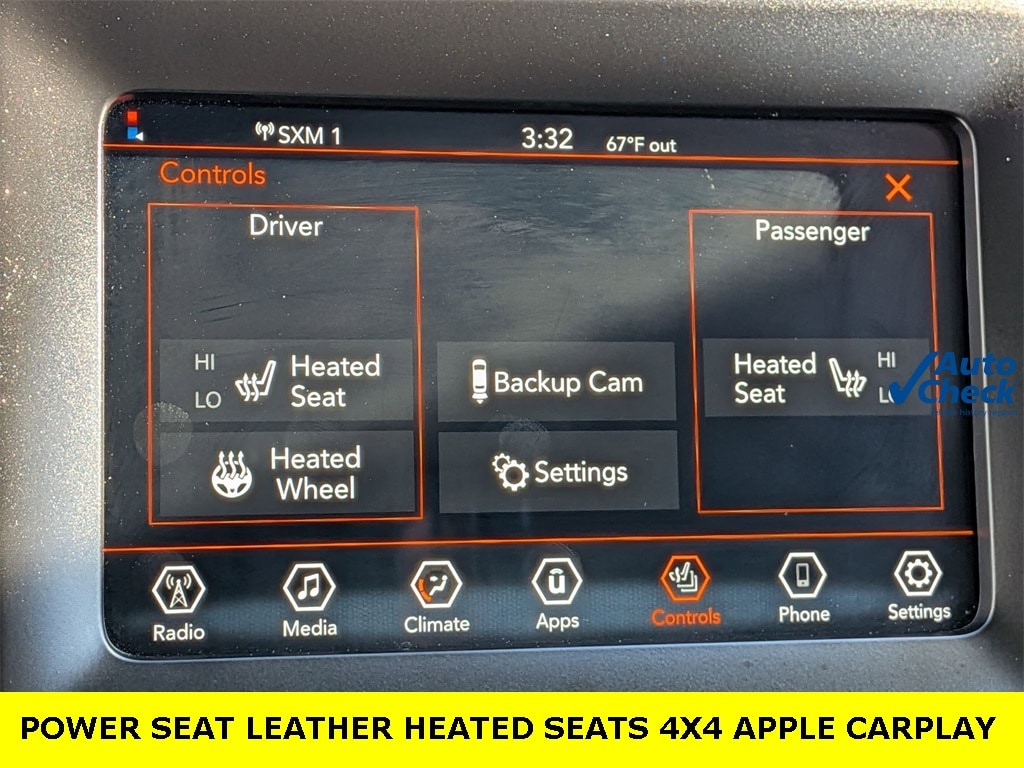 SXM 1
3:32
67°F out
Controls
Driver
Passenger
HI
LO
Heated
Seat
Backup Cam
Heated
Seat
HI
Auto
Check
Heated
Wheel
Settings
Radio
Media
Climate
Apps
Controls
Phone
Settings
POWER SEAT LEATHER HEATED SEATS 4X4 APPLE CARPLAY